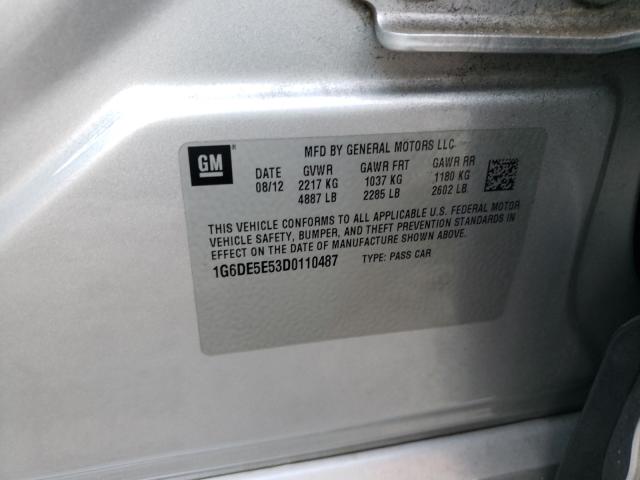 GM
MFD BY GENERAL MOTORS LLC
DATE GVWR GAWR FRT GAWR RR
08/12 2217 KG 1037 KG 1180 KG
4887 LB 2285 LB 2602 LB
THIS VEHICLE CONFORMS TO ALL APPLICABLE U.S. FEDERAL MOTOR
VEHICLE SAFETY, BUMPER, AND THEFT PREVENTION STANDARDS IN
EFFECT ON THE DATE OF MANUFACTURE SHOWN ABOVE.
1G6DE5E53D0110487 TYPE: PASS CAR